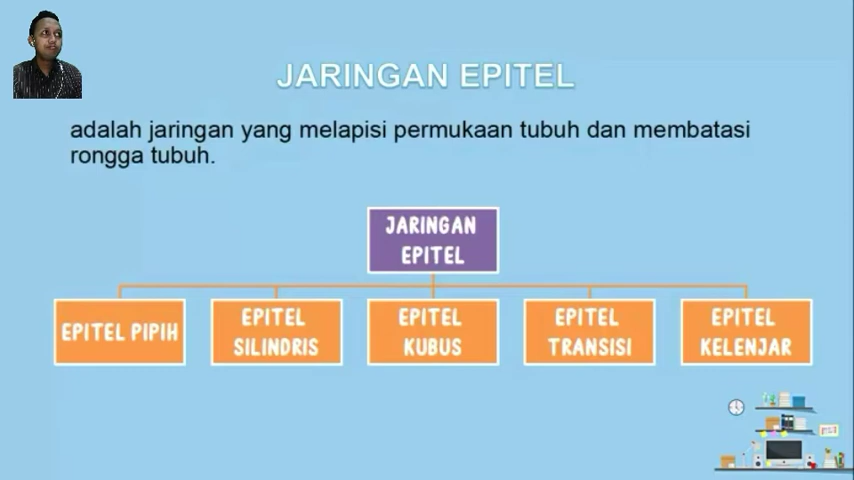 JARINGAN EPITEL
adalah jaringan yang melapisi permukaan tubuh dan membatasi
rongga tubuh.
JARINGAN
EPITEL
EPITEL PIPIH
EPITEL
SILINDRIS
EPITEL
KUBUS
EPITEL
TRANSISI
EPITEL
KELENJAR